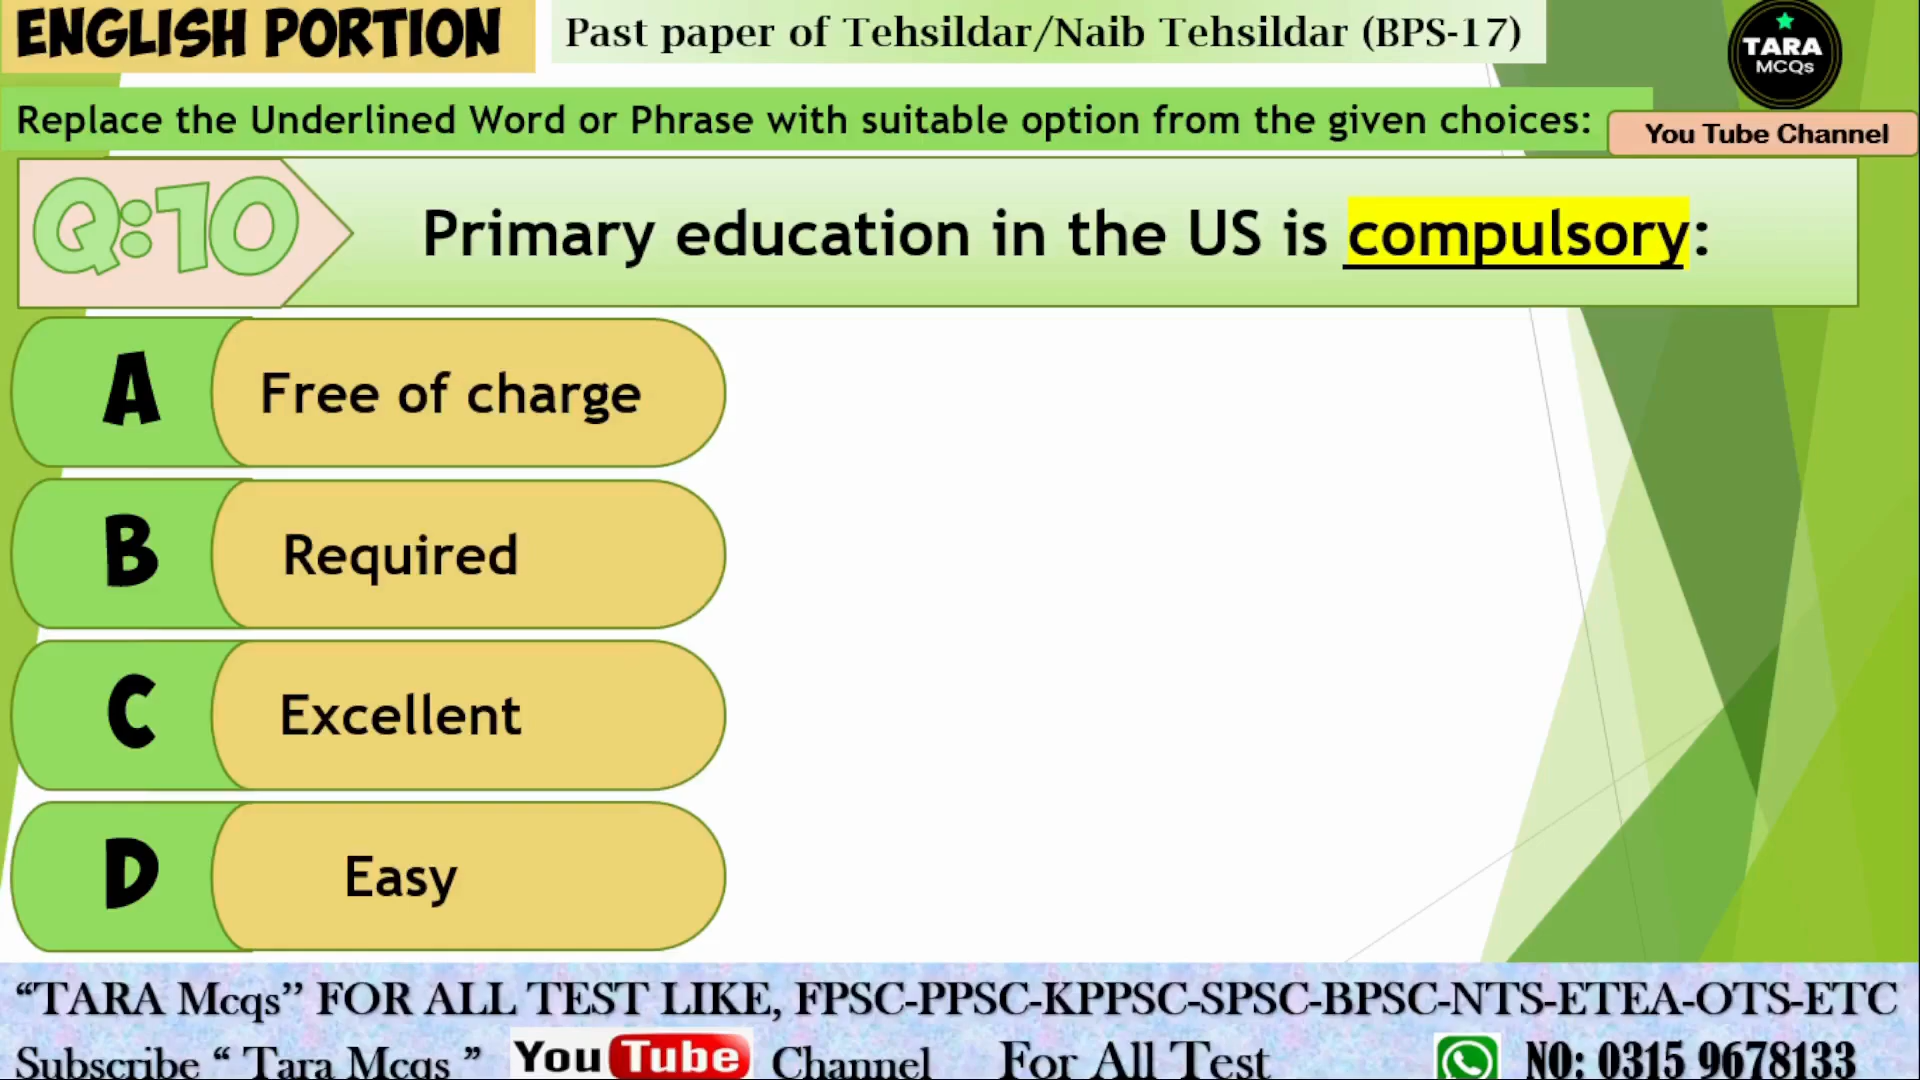 ENGLISH PORTION
Past paper of Tehsildar/Naib Tehsildar (BPS-17)
TARA
MCQs
Replace the Underlined Word or Phrase with suitable option from the given choices:
You Tube Channel
Q:10
Primary education in the US is compulsory:
A
Free of charge
B
Required
C
Excellent
D
Easy
“TARA Mcqs” FOR ALL TEST LIKE, FPSC-PPSC-KPPSC-SPSC-BPSC-NTS-ETEA-OTS-ETC
Subscribe “ Tara Mcqs ” YouTube Channel For All Test NO: 0315 9678133